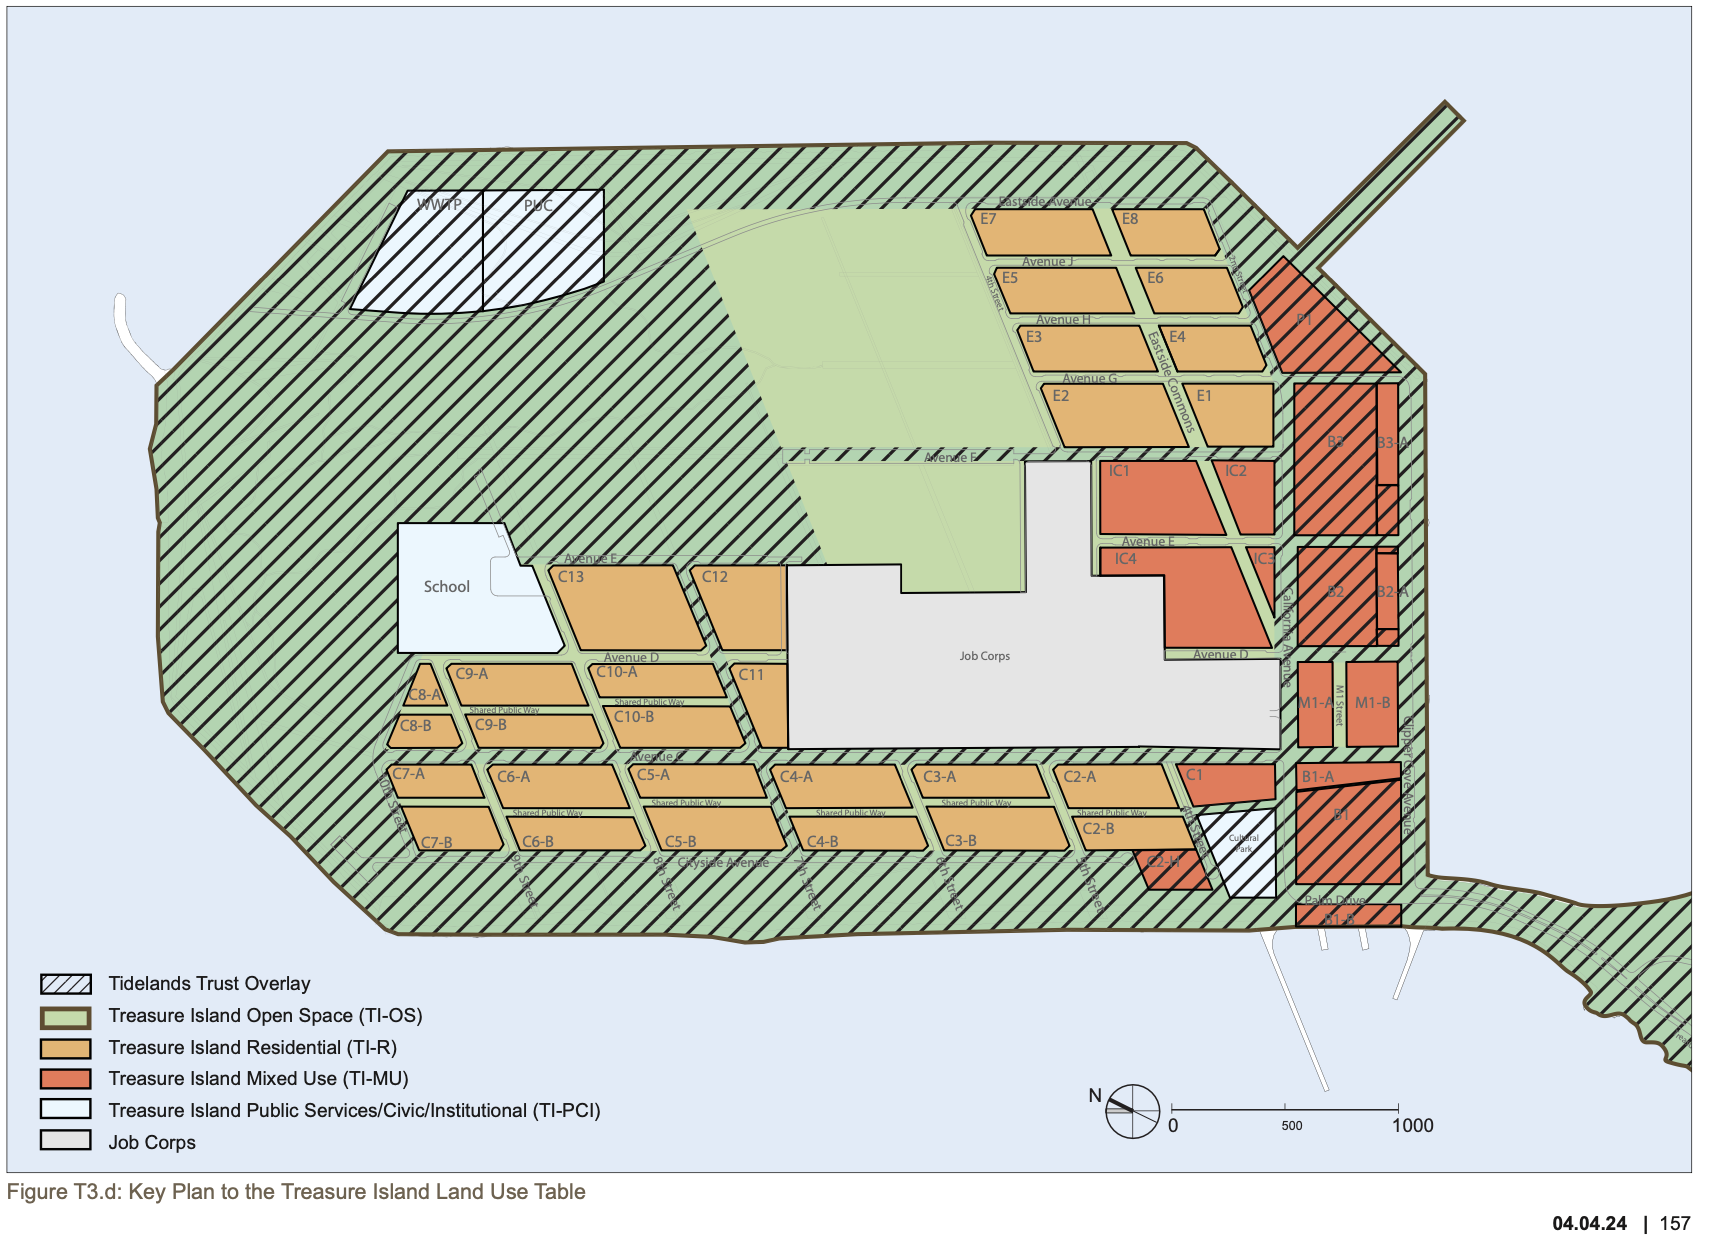 WWTP
PUC
Eastside Avenue
E7
E8
Avenue J
2nd Street
E5
E6
4th Street
Avenue H
P1
E3
E4
Eastside Commons
Avenue G
E2
E1
B3
B3-A
Avenue F
IC1
IC2
Avenue E
IC4
IC3
Avenue E
C13
C12
School
B2
B2-A
California Avenue
Job Corps
Avenue D
Avenue D
C8-A
C9-A
C10-A
C11
Shared Public Way
Shared Public Way
M1-A
M1 Street
M1-B
C8-B
C9-B
C10-B
Clipper Cove Avenue
Avenue C
C7-A
C6-A
C5-A
C4-A
C3-A
C2-A
C1
B1-A
10th Street
Shared Public Way
Shared Public Way
Shared Public Way
Shared Public Way
Shared Public Way
4th Street
B1
C7-B
C6-B
C5-B
C4-B
C3-B
C2-B
Cultural
Park
Cityside Avenue
C2-H
9th Street
8th Street
7th Street
6th Street
5th Street
Palm Drive
B1-B
Tidelands Trust Overlay
Treasure Island Open Space (TI-OS)
Treasure Island Residential (TI-R)
Treasure Island Mixed Use (TI-MU)
Treasure Island Public Services/Civic/Institutional (TI-PCI)
Job Corps
N
0
500
1000
Figure T3.d: Key Plan to the Treasure Island Land Use Table
04.04.24 | 157